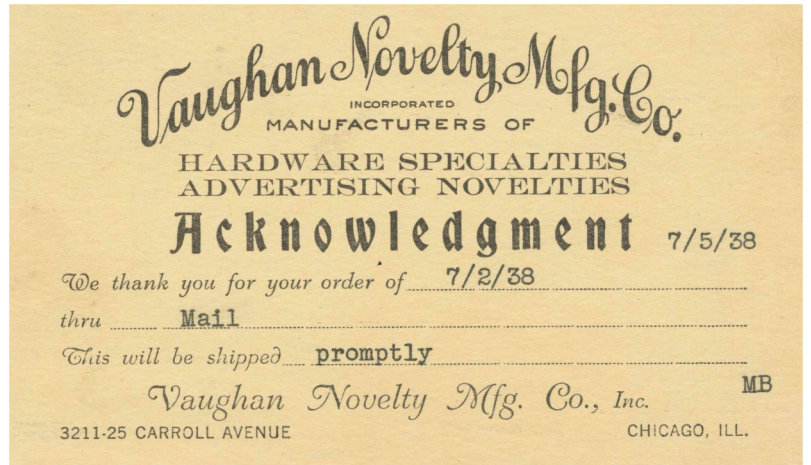 Vaughan Novelty Mfg. Co.
INCORPORATED
MANUFACTURERS OF
HARDWARE SPECIALTIES
ADVERTISING NOVELTIES
Acknowledgment 7/5/38
We thank you for your order of 7/2/38
thru Mail
This will be shipped promptly
MB
Vaughan Novelty Mfg. Co., Inc.
3211-25 CARROLL AVENUE CHICAGO, ILL.